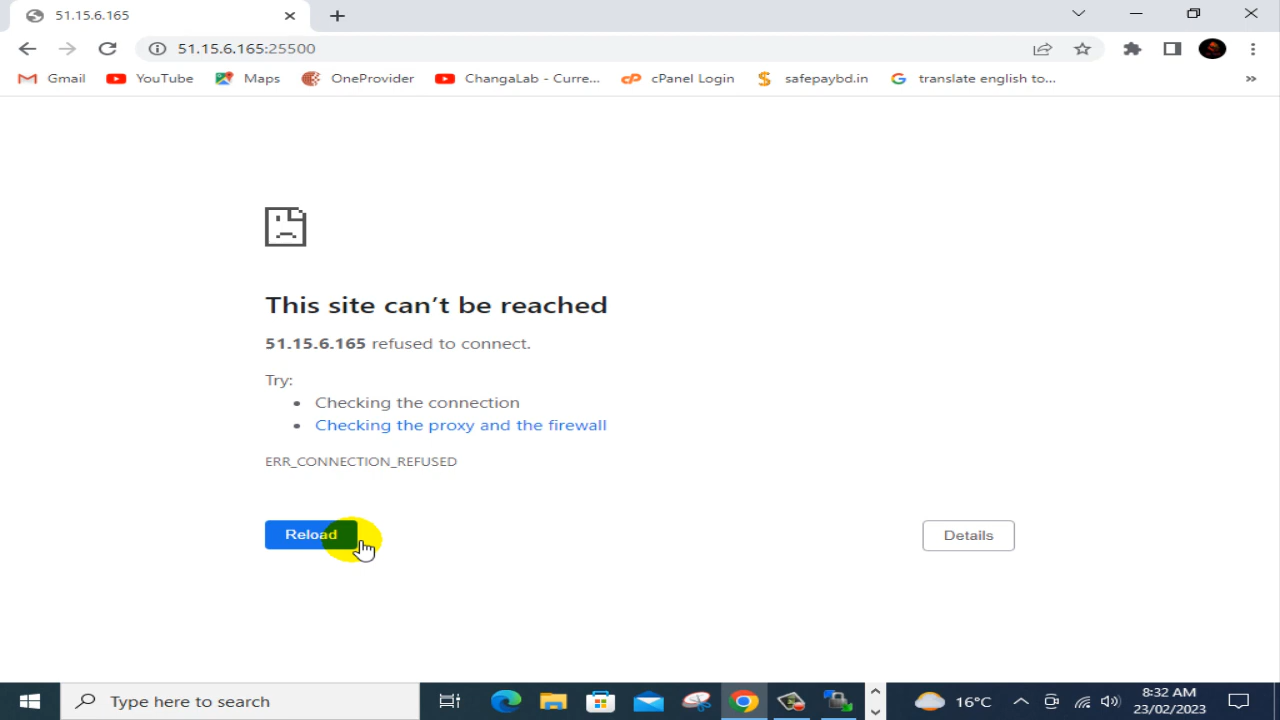 51.15.6.165
51.15.6.165:25500
Gmail YouTube Maps OneProvider ChangaLab - Curre... cPanel Login safepaybd.in translate english to... »
This site can't be reached
51.15.6.165 refused to connect.
Try:
• Checking the connection
• Checking the proxy and the firewall
ERR_CONNECTION_REFUSED
Reload Details
Type here to search 16°C 8:32 AM
23/02/2023